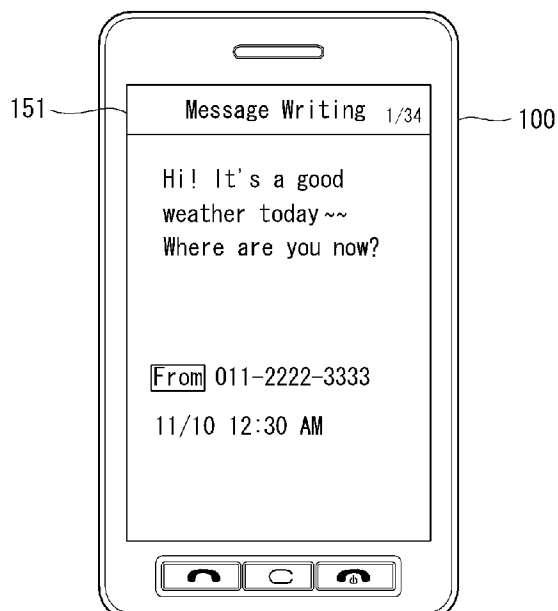 151
Message Writing 1/34
100
Hi! It's a good
weather today~~
Where are you now?
From 011-2222-3333
11/10 12:30 AM